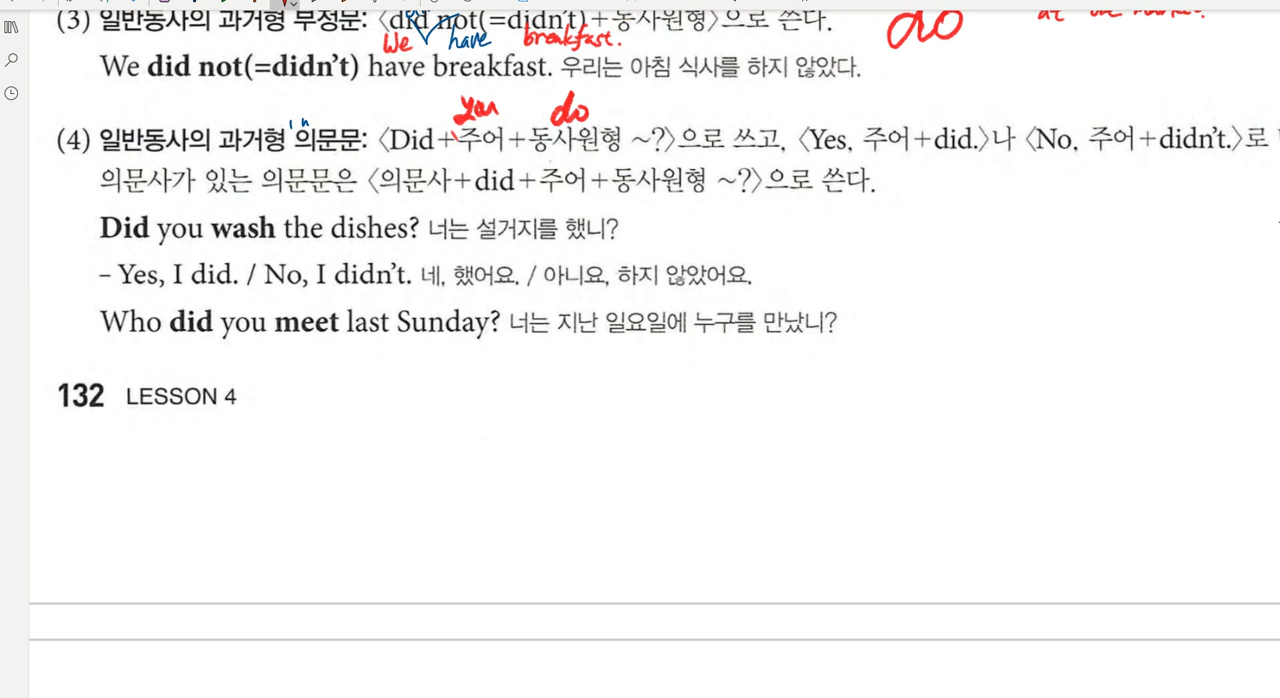 (3) 일반동사의 과거형 부정문: 〈did not(=didn't)+동사원형〉으로 쓴다.
do
We have breakfast.
We did not(=didn't) have breakfast. 우리는 아침 식사를 하지 않았다.
you do
(4) 일반동사의 과거형 의문문: 〈Did+주어+동사원형 ~?〉으로 쓰고, 〈Yes, 주어+did.〉나 〈No, 주어+didn't.〉로
의문사가 있는 의문문은 〈의문사+did+주어+동사원형 ~?〉으로 쓴다.
Did you wash the dishes? 너는 설거지를 했니?
– Yes, I did. / No, I didn't. 네, 했어요. / 아니요, 하지 않았어요.
Who did you meet last Sunday? 너는 지난 일요일에 누구를 만났니?
132 LESSON 4